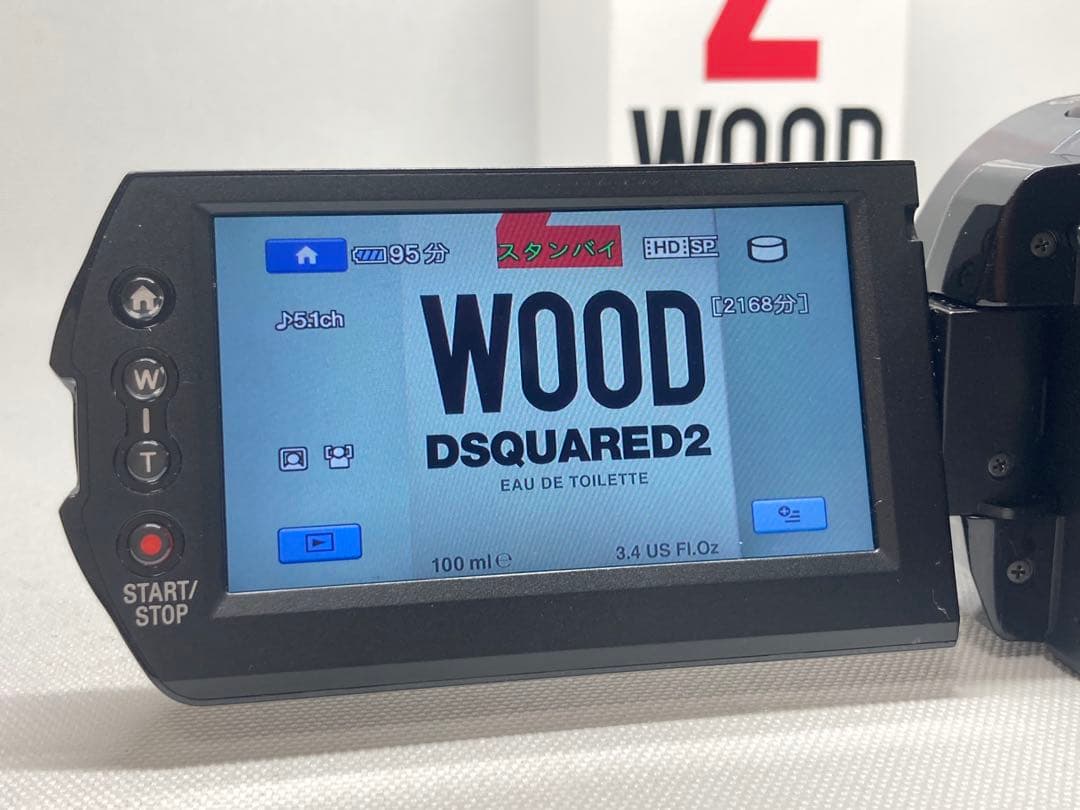 2
WOOD
95分
スタンバイ
HD SP
♪5.1ch
[2168分]
WOOD
DSQUARED2
EAU DE TOILETTE
100 ml℮
3.4 US Fl.Oz
W
T
START/
STOP